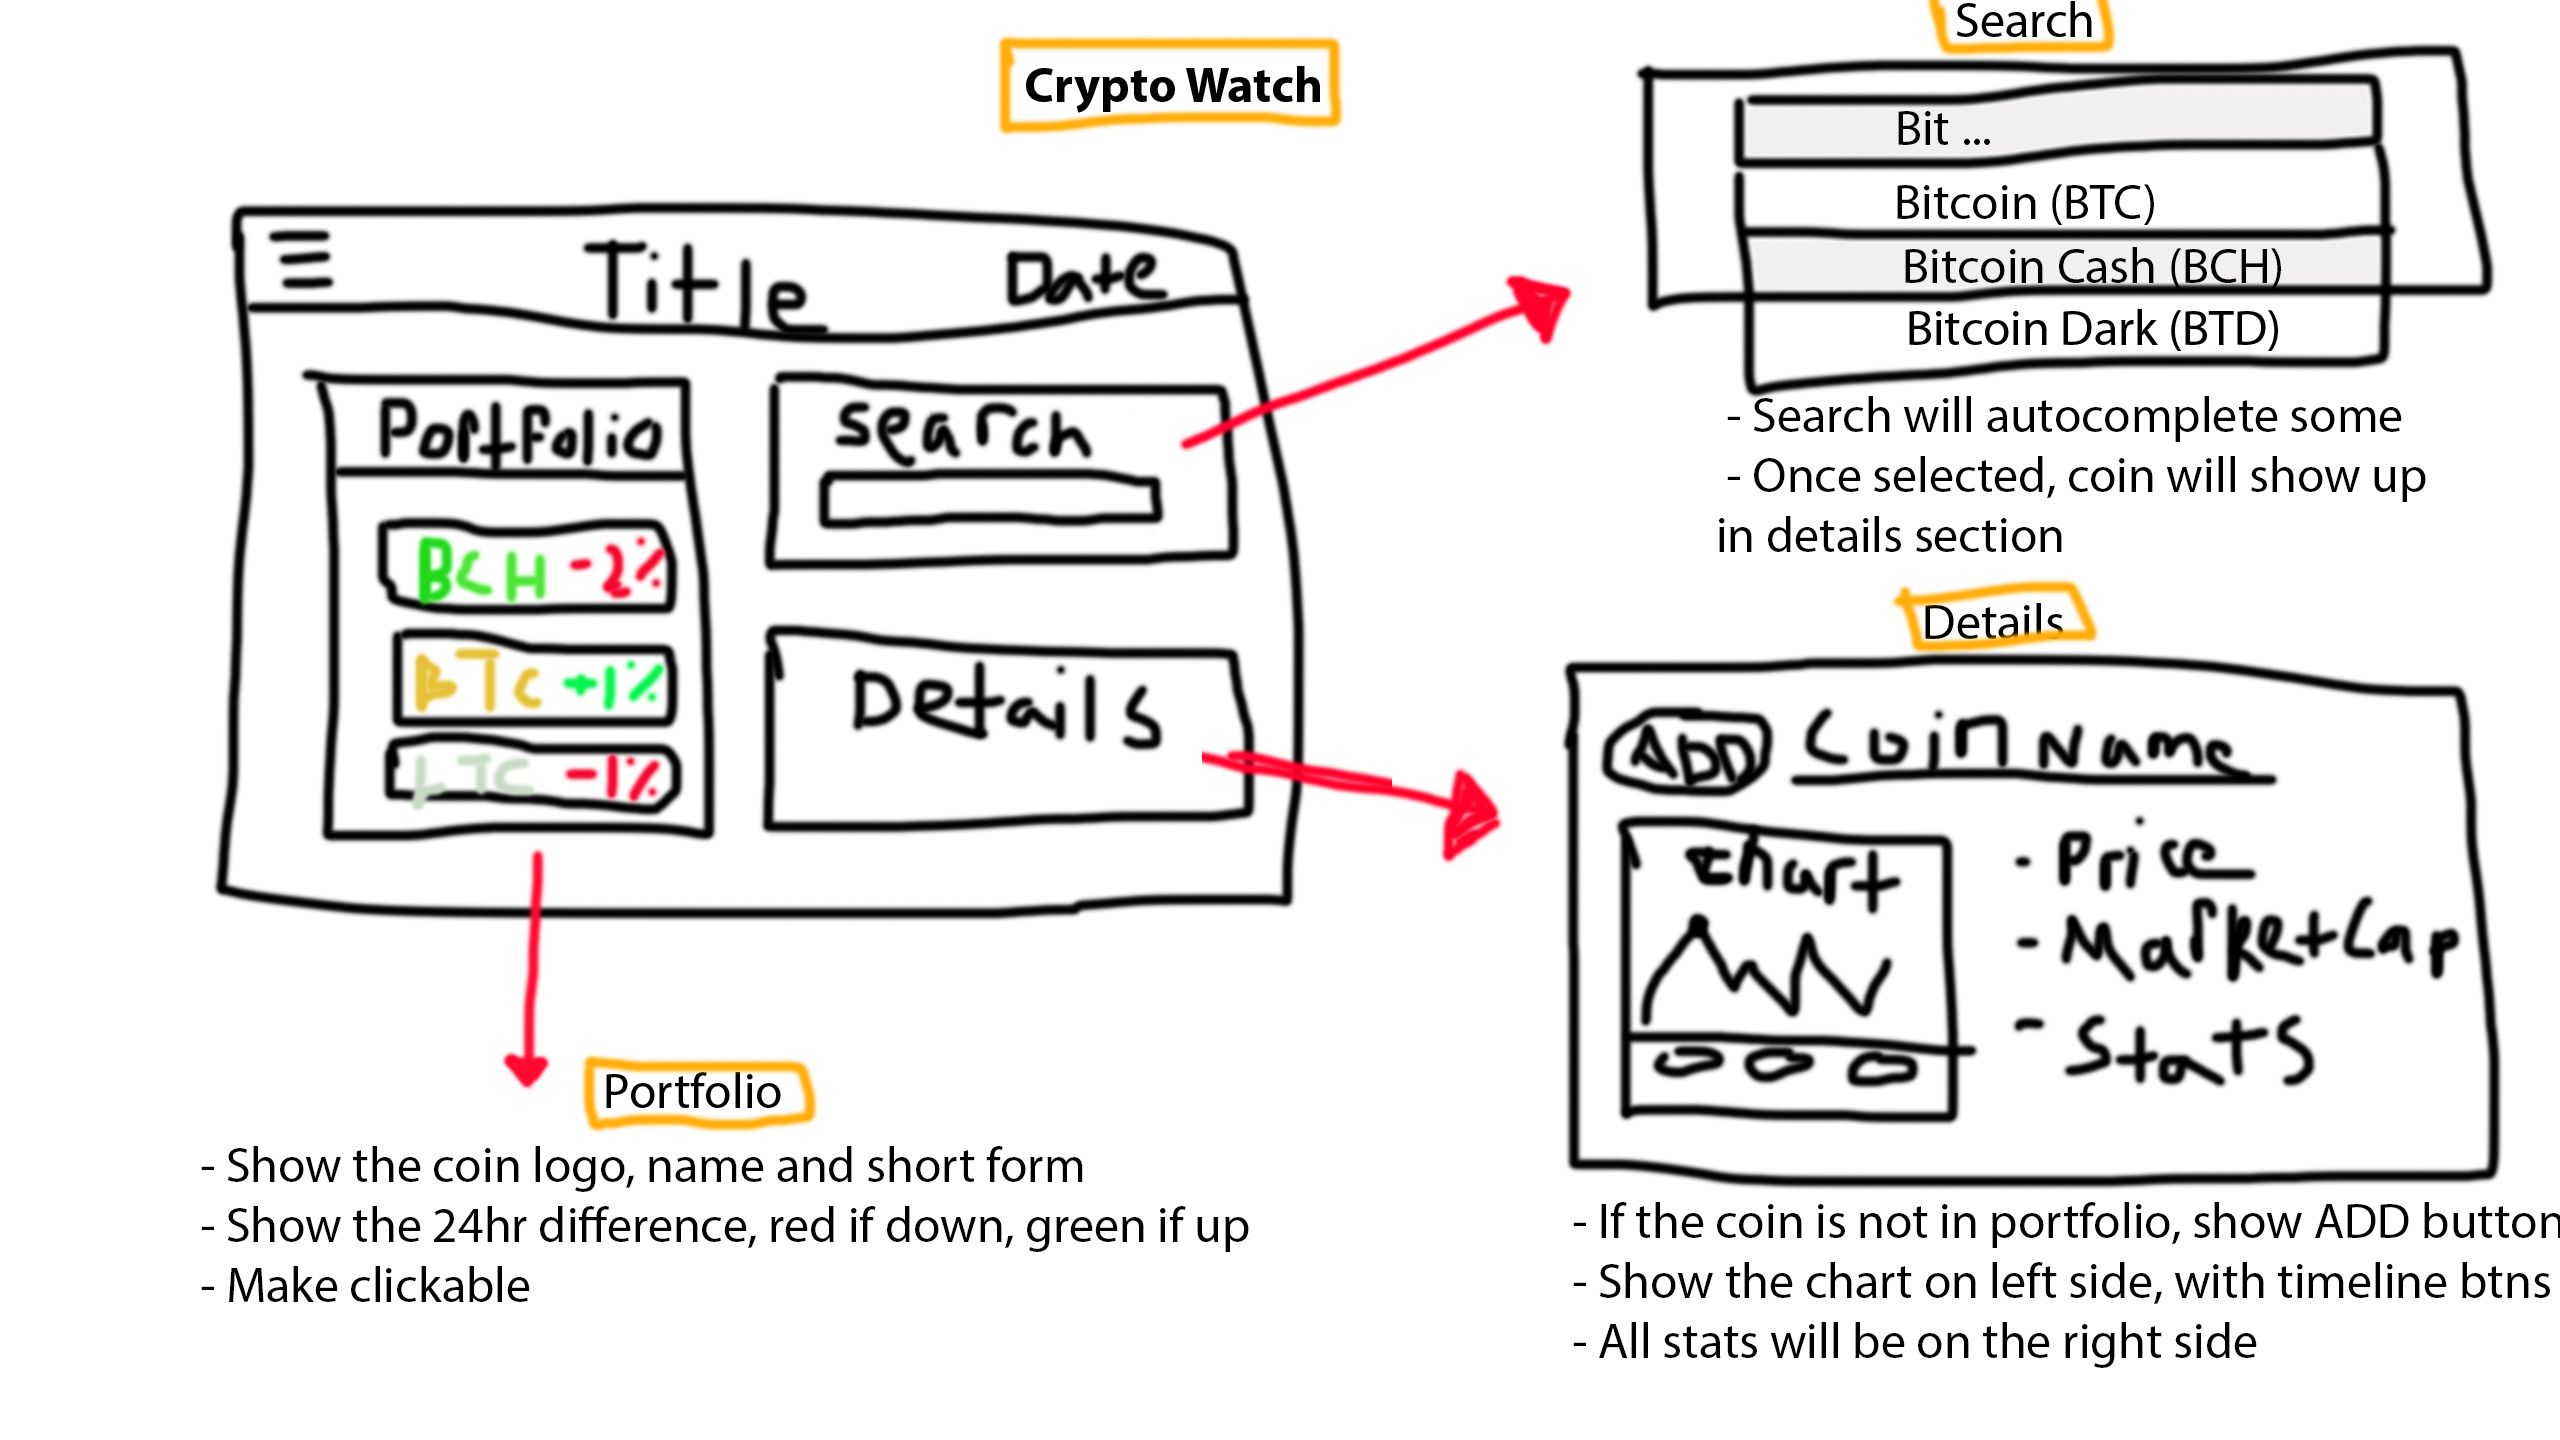 Crypto Watch
Title
Date
Portfolio
BCH -2%
BTC +1%
LTC -1%
Search
Details
Search
Bit ...
Bitcoin (BTC)
Bitcoin Cash (BCH)
Bitcoin Dark (BTD)
- Search will autocomplete some
- Once selected, coin will show up
in details section
Details
ADD Coin Name
Chart
- Price
- Market Cap
- Stats
- If the coin is not in portfolio, show ADD button
- Show the chart on left side, with timeline btns
- All stats will be on the right side
Portfolio
- Show the coin logo, name and short form
- Show the 24hr difference, red if down, green if up
- Make clickable